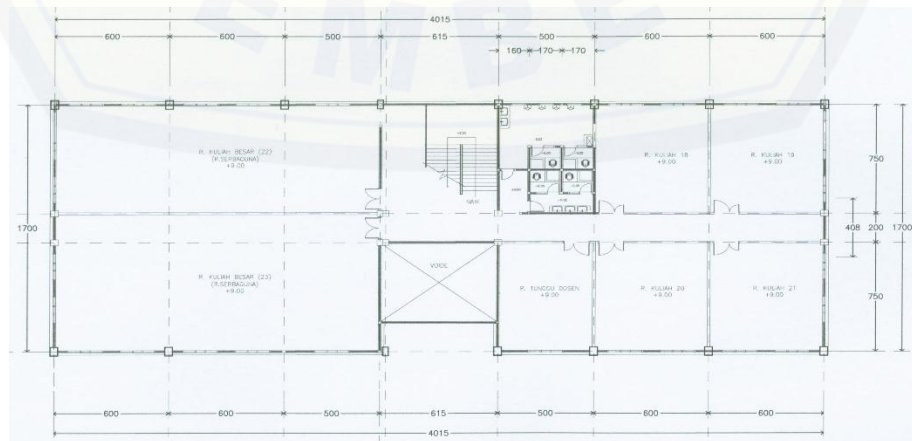 4015
600 600 500 615 500 600 600
160 170 170
EMBE
R. KULIAH BESAR (22)
(R.SERBAGUNA)
+9.00
R. KULIAH 18
+9.00
R. KULIAH 19
+9.00
750
1700
200
408
1700
NAIK
VOIDE
R. KULIAH BESAR (23)
(R.SERBAGUNA)
+9.00
R. TUNGGU DOSEN
+9.00
R. KULIAH 20
+9.00
R. KULIAH 21
+9.00
750
600 600 500 615 500 600 600
4015